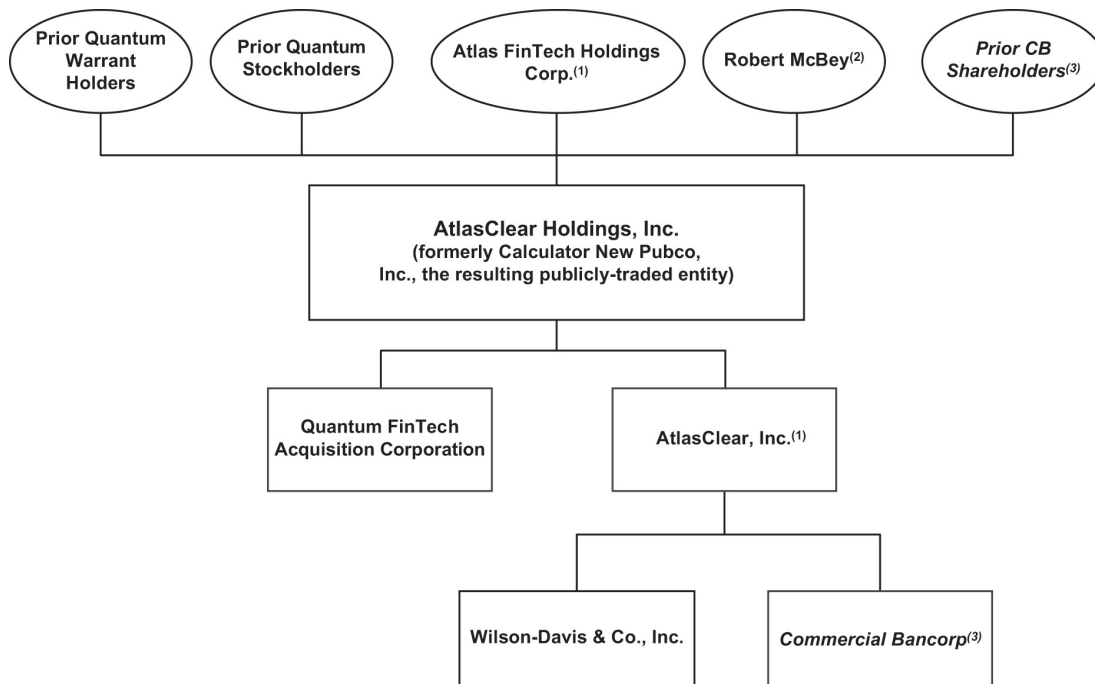 Prior Quantum
Warrant
Holders
Prior Quantum
Stockholders
Atlas FinTech Holdings
Corp.(1)
Robert McBey(2)
Prior CB
Shareholders(3)
AtlasClear Holdings, Inc.
(formerly Calculator New Pubco,
Inc., the resulting publicly-traded entity)
Quantum FinTech
Acquisition Corporation
AtlasClear, Inc.(1)
Wilson-Davis & Co., Inc.
Commercial Bancorp(3)